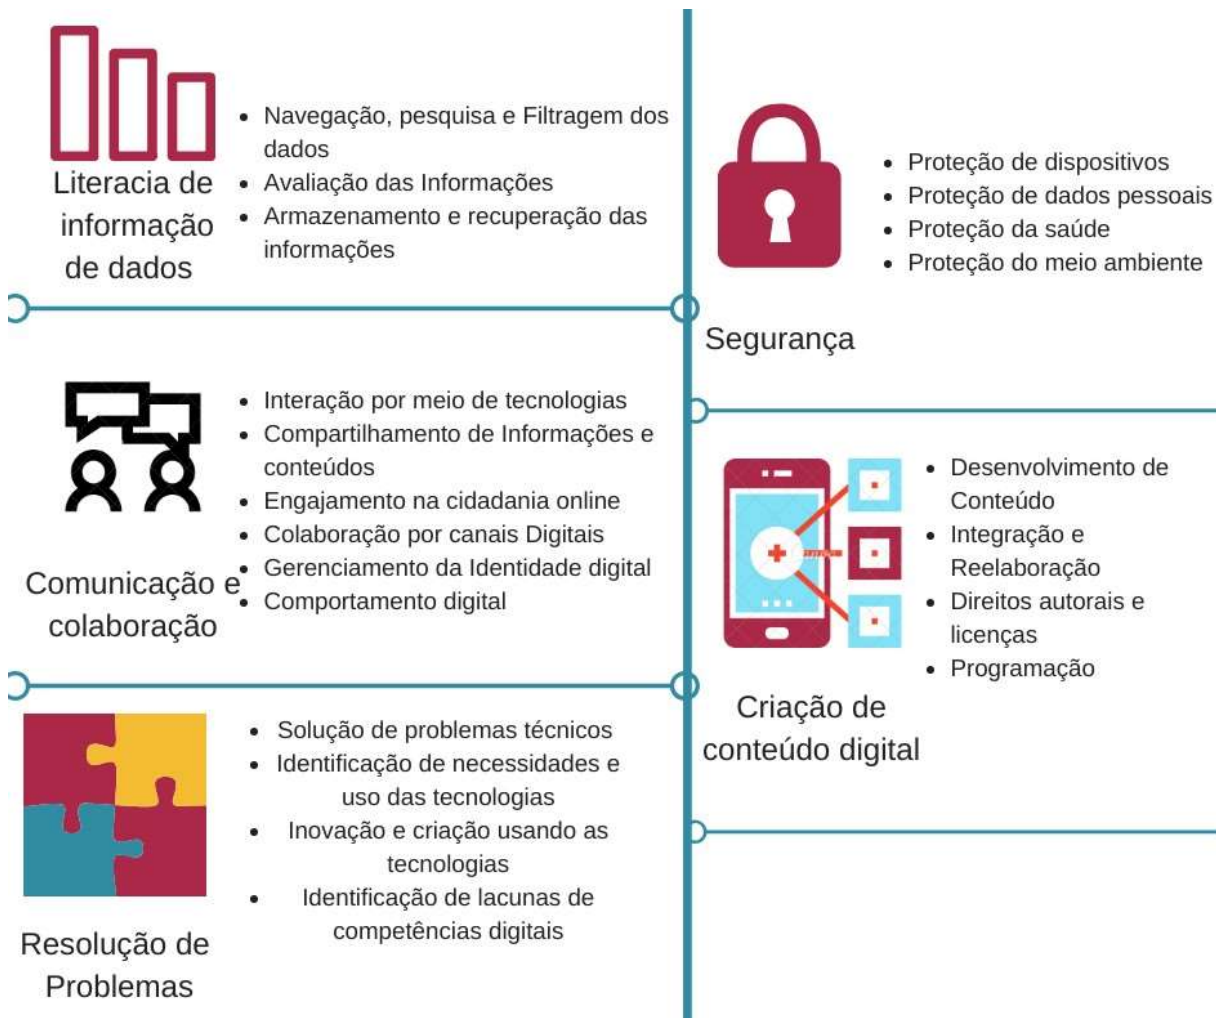 Literacia de
informação
de dados
• Navegação, pesquisa e Filtragem dos
dados
• Avaliação das Informações
• Armazenamento e recuperação das
informações
Comunicação e
colaboração
• Interação por meio de tecnologias
• Compartilhamento de Informações e
conteúdos
• Engajamento na cidadania online
• Colaboração por canais Digitais
• Gerenciamento da Identidade digital
• Comportamento digital
Resolução de
Problemas
• Solução de problemas técnicos
• Identificação de necessidades e
uso das tecnologias
• Inovação e criação usando as
tecnologias
• Identificação de lacunas de
competências digitais
Segurança
• Proteção de dispositivos
• Proteção de dados pessoais
• Proteção da saúde
• Proteção do meio ambiente
Criação de
conteúdo digital
• Desenvolvimento de
Conteúdo
• Integração e
Reelaboração
• Direitos autorais e
licenças
• Programação